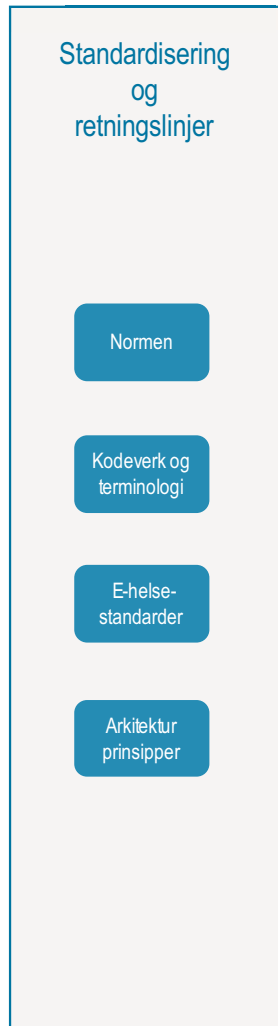 Standardisering
og
retningslinjer
Normen
Kodeverk og
terminologi
E-helse-
standarder
Arkitektur
prinsipper